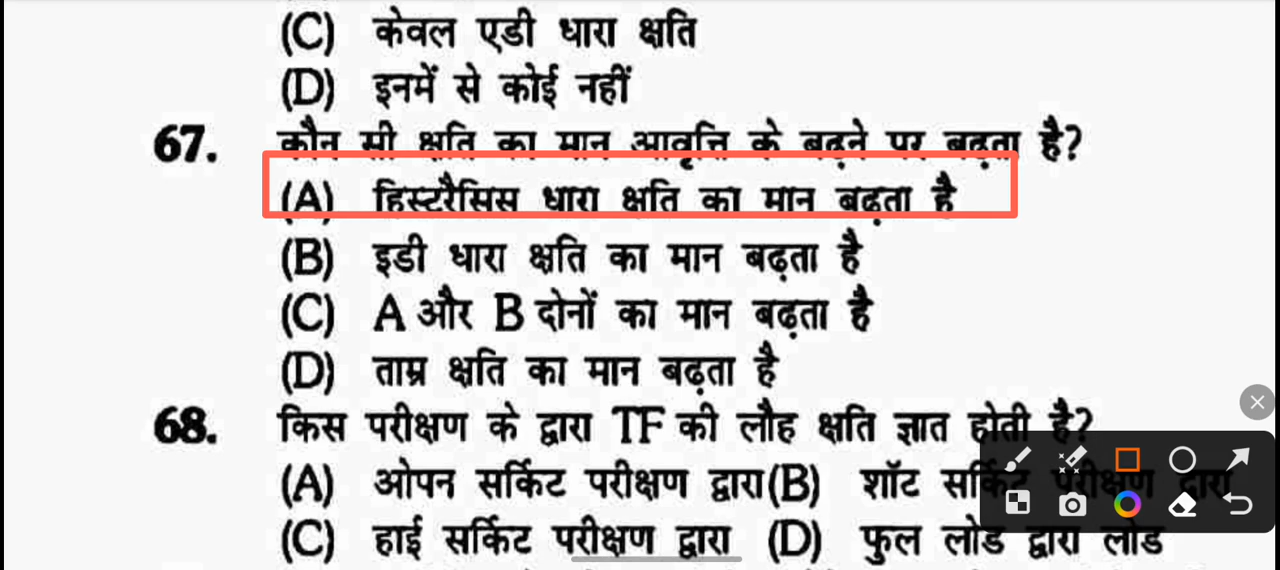 (C) केवल एडी धारा क्षति
(D) इनमें से कोई नहीं
67. कौन सी क्षति का मान आवृत्ति के बढ़ने पर बढ़ता है?
(A) हिस्टरैसिस धारा क्षति का मान बढ़ता है
(B) इडी धारा क्षति का मान बढ़ता है
(C) A और B दोनों का मान बढ़ता है
(D) ताम्र क्षति का मान बढ़ता है
68. किस परीक्षण के द्वारा TF की लौह क्षति ज्ञात होती है?
(A) ओपन सर्किट परीक्षण द्वारा (B) शॉट सर्किट परीक्षण द्वारा
(C) हाई सर्किट परीक्षण द्वारा (D) फुल लोड द्वारा लोड